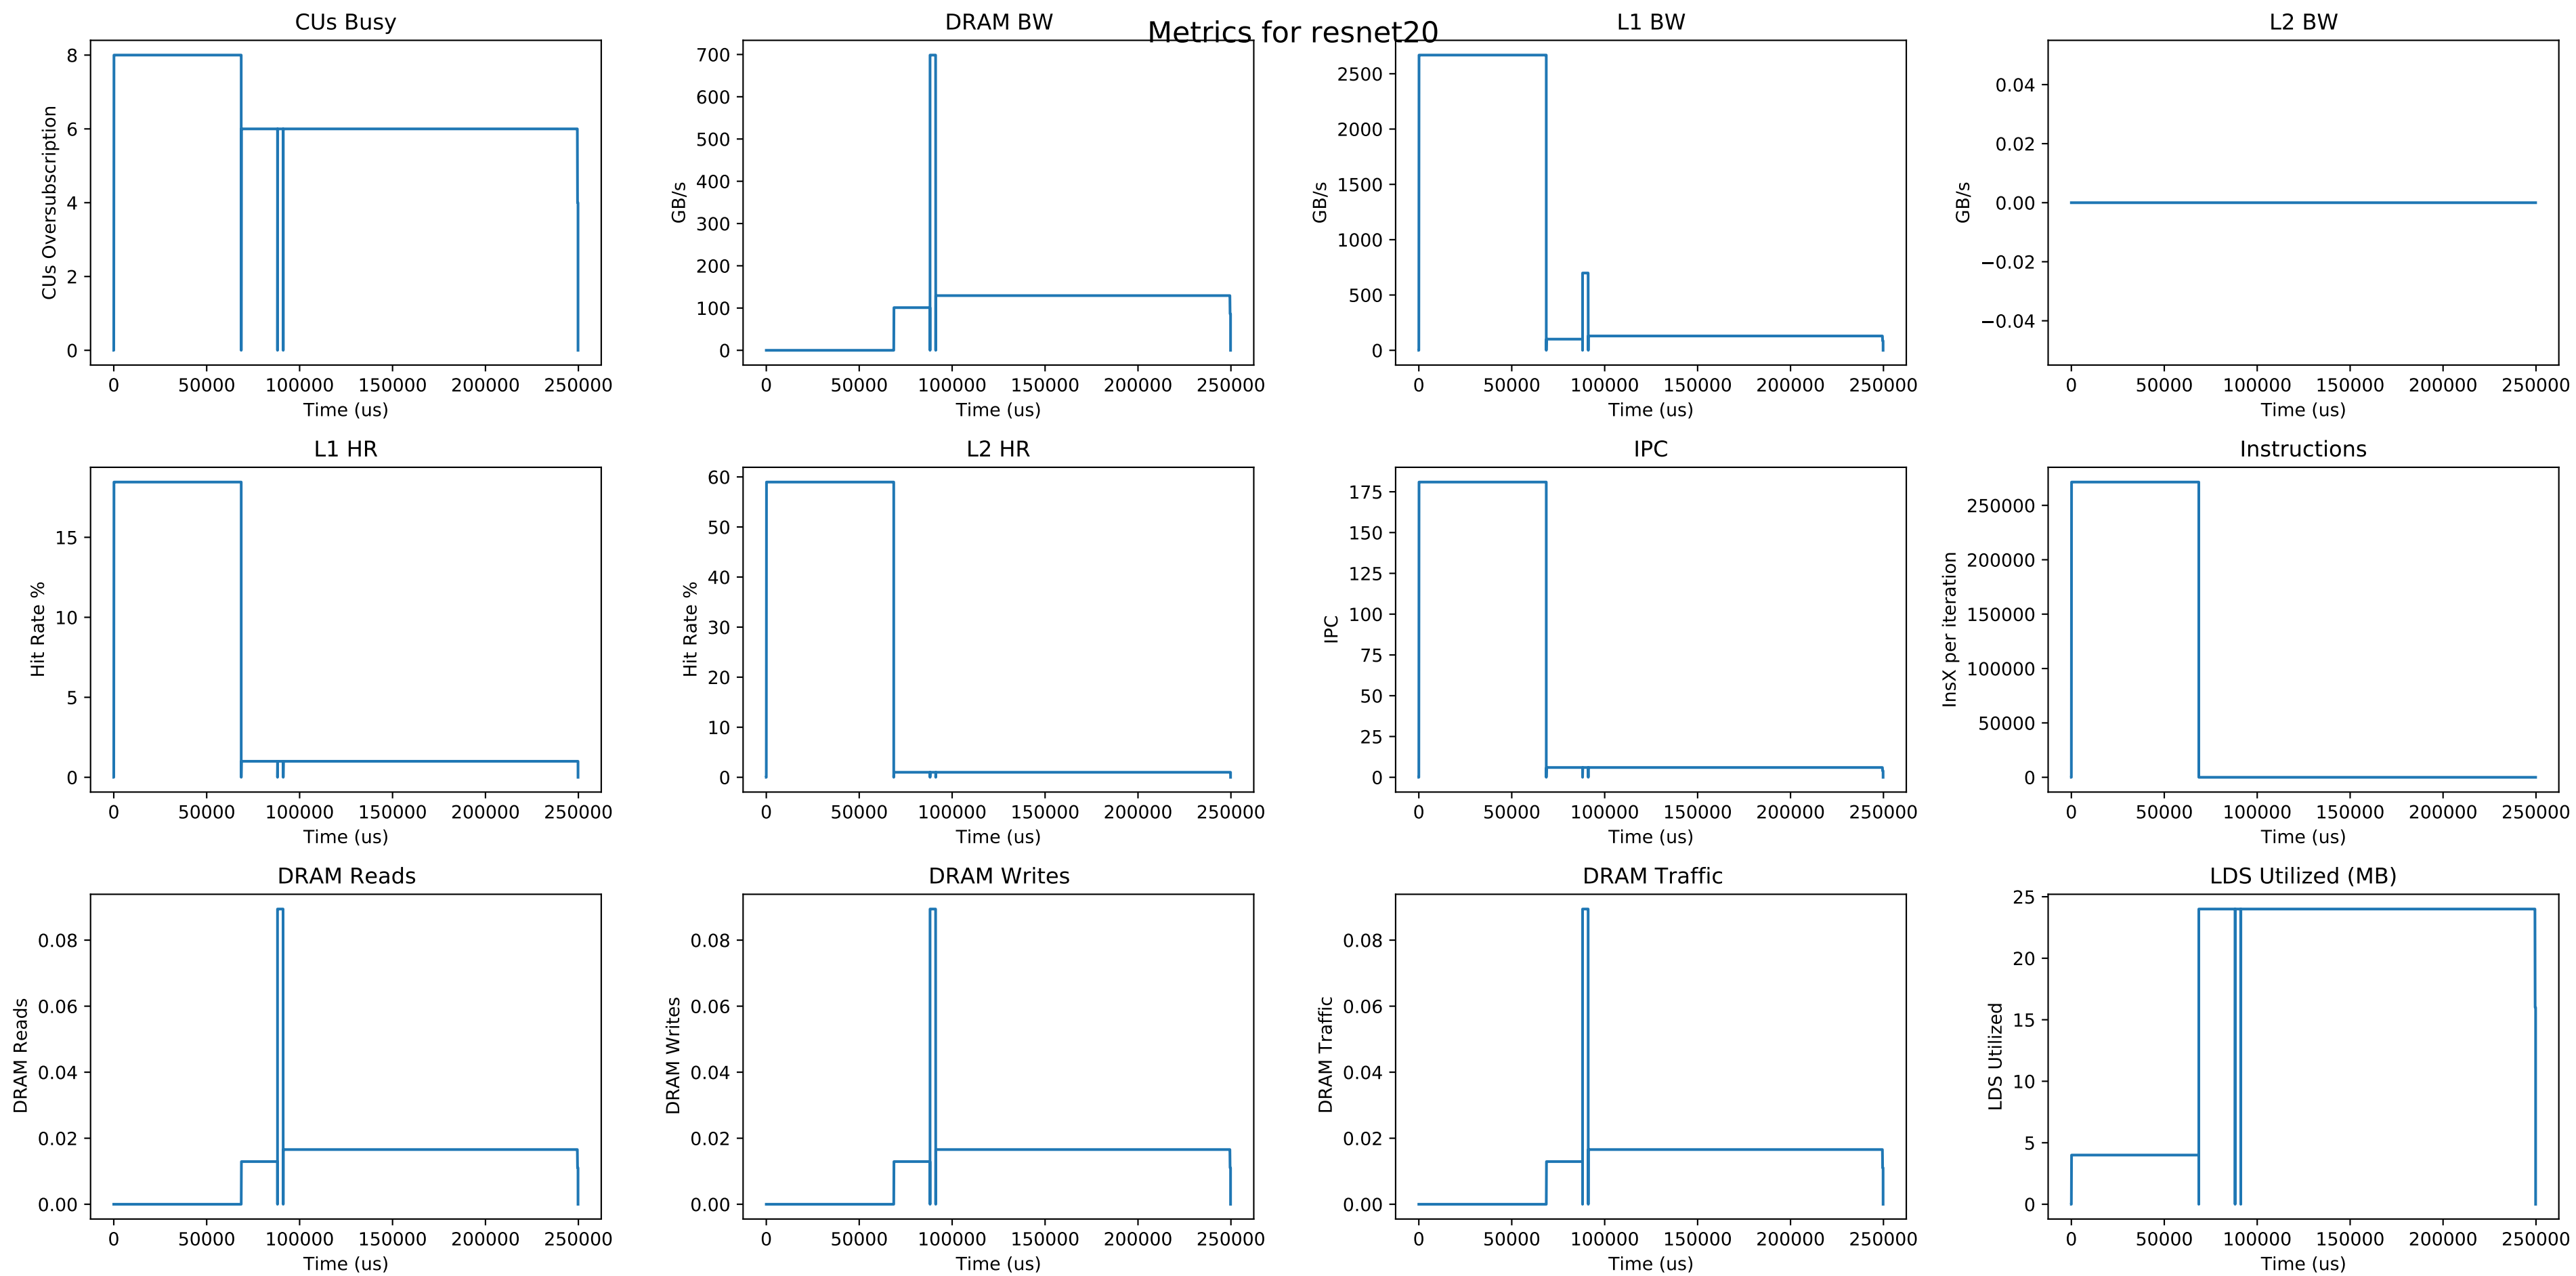 Metrics for resnet20
CUs Busy
CUs Oversubscription
8
6
4
2
0
0 50000 100000 150000 200000 250000
Time (us)
DRAM BW
GB/s
700
600
500
400
300
200
100
0
0 50000 100000 150000 200000 250000
Time (us)
L1 BW
GB/s
2500
2000
1500
1000
500
0
0 50000 100000 150000 200000 250000
Time (us)
L2 BW
GB/s
0.04
0.02
0.00
−0.02
−0.04
0 50000 100000 150000 200000 250000
Time (us)
L1 HR
Hit Rate %
15
10
5
0
0 50000 100000 150000 200000 250000
Time (us)
L2 HR
Hit Rate %
60
50
40
30
20
10
0
0 50000 100000 150000 200000 250000
Time (us)
IPC
IPC
175
150
125
100
75
50
25
0
0 50000 100000 150000 200000 250000
Time (us)
Instructions
InsX per iteration
250000
200000
150000
100000
50000
0
0 50000 100000 150000 200000 250000
Time (us)
DRAM Reads
DRAM Reads
0.08
0.06
0.04
0.02
0.00
0 50000 100000 150000 200000 250000
Time (us)
DRAM Writes
DRAM Writes
0.08
0.06
0.04
0.02
0.00
0 50000 100000 150000 200000 250000
Time (us)
DRAM Traffic
DRAM Traffic
0.08
0.06
0.04
0.02
0.00
0 50000 100000 150000 200000 250000
Time (us)
LDS Utilized (MB)
LDS Utilized
25
20
15
10
5
0
0 50000 100000 150000 200000 250000
Time (us)